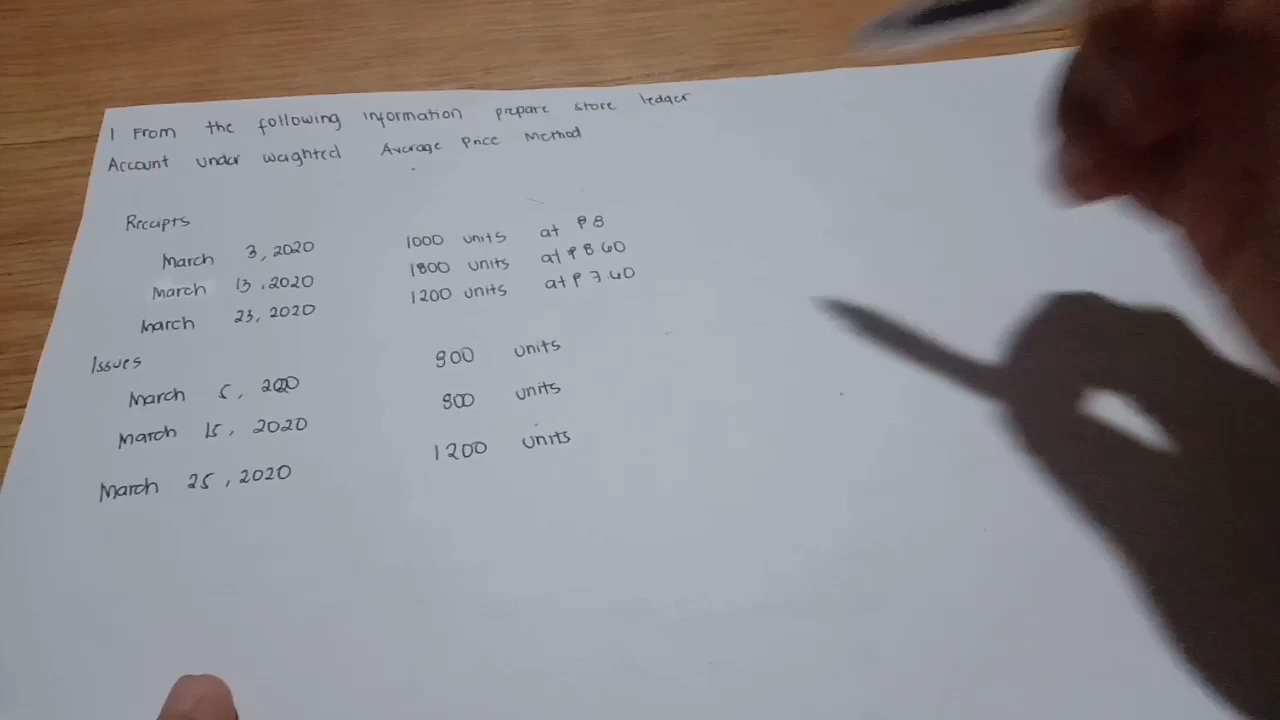 1 From the following information prepare store ledger
Account under weighted Average Price Method
Receipts
March 3, 2020 1000 units at ₱8
March 13, 2020 1800 units at ₱8.60
March 23, 2020 1200 units at ₱7.60
Issues
March 5, 2020 900 units
March 15, 2020 800 units
March 25, 2020 1200 units